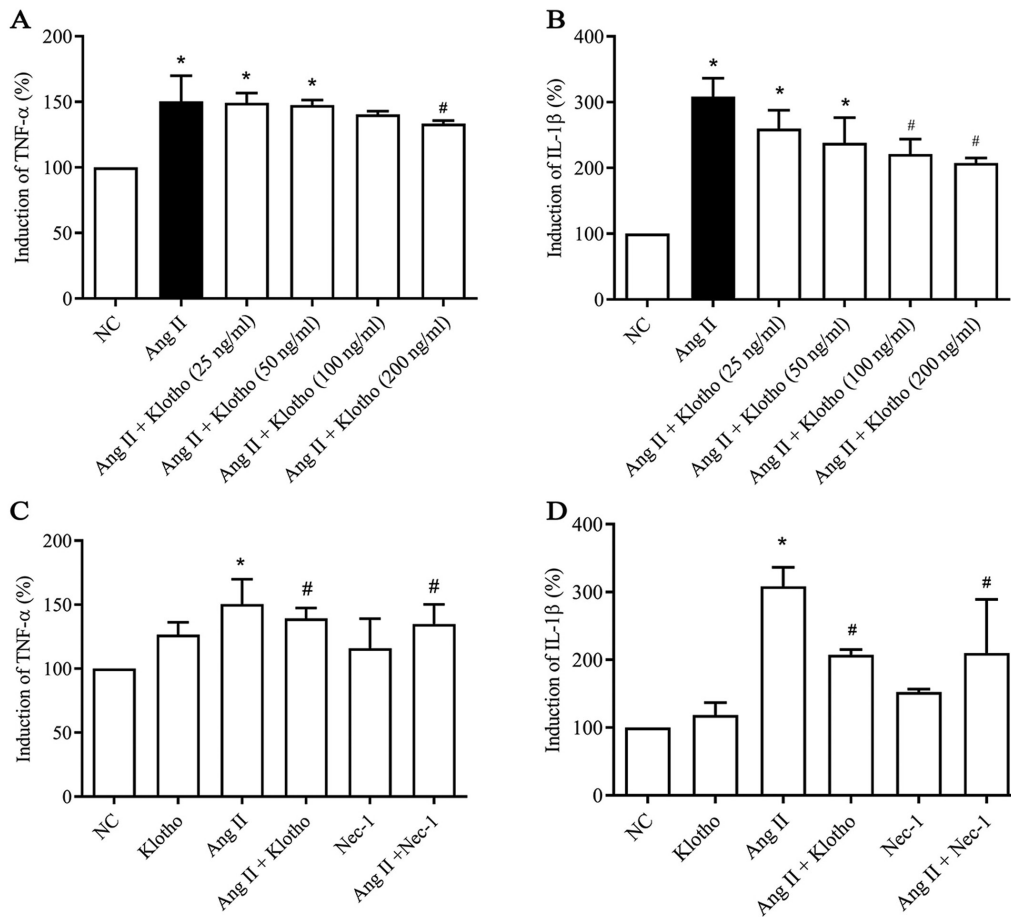 A
Induction of TNF-α (%)
200
150
100
50
0
*
*
*
#
NC
Ang II
Ang II + Klotho (25 ng/ml)
Ang II + Klotho (50 ng/ml)
Ang II + Klotho (100 ng/ml)
Ang II + Klotho (200 ng/ml)
B
Induction of IL-1β (%)
400
300
200
100
0
*
*
*
#
#
NC
Ang II
Ang II + Klotho (25 ng/ml)
Ang II + Klotho (50 ng/ml)
Ang II + Klotho (100 ng/ml)
Ang II + Klotho (200 ng/ml)
C
Induction of TNF-α (%)
200
150
100
50
0
*
#
#
NC
Klotho
Ang II
Ang II + Klotho
Nec-1
Ang II +Nec-1
D
Induction of IL-1β (%)
400
300
200
100
0
*
#
#
NC
Klotho
Ang II
Ang II + Klotho
Nec-1
Ang II + Nec-1